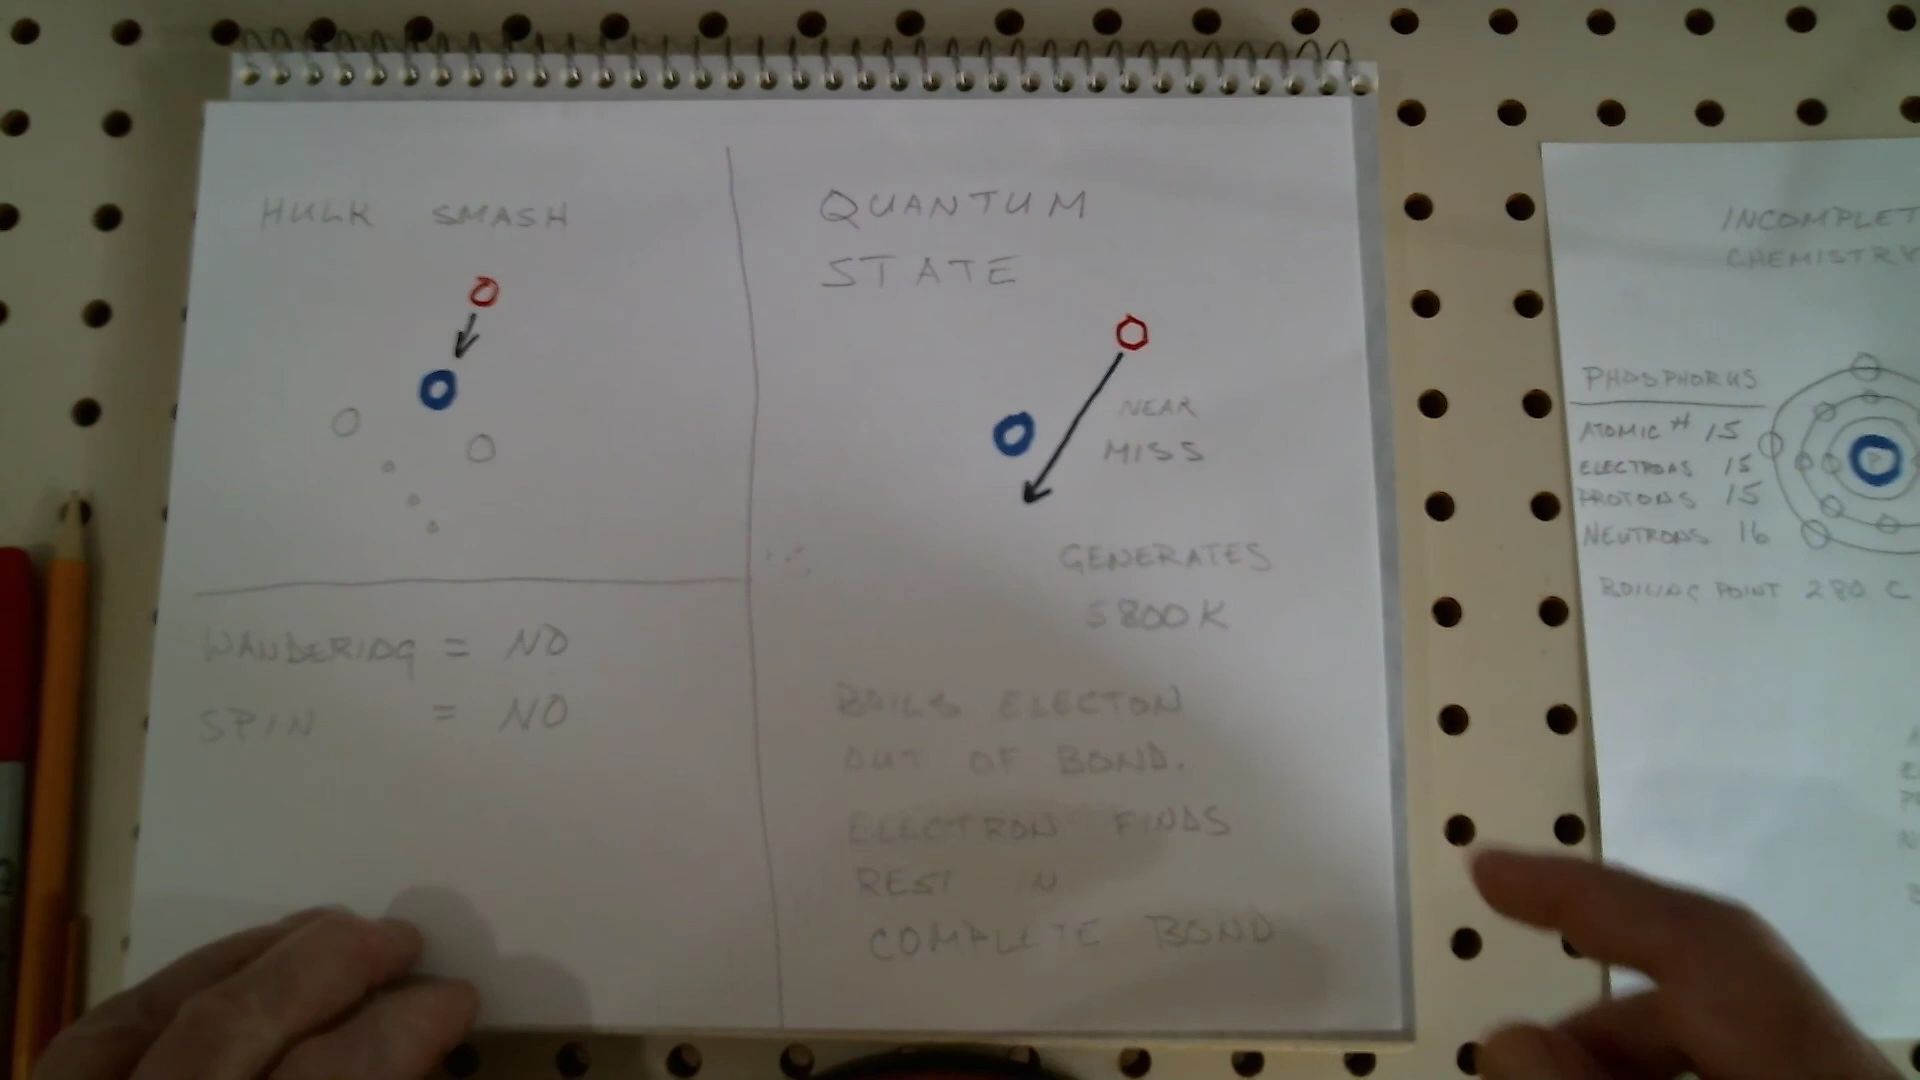 HULK SMASH
WANDERING = NO
SPIN = NO
QUANTUM
STATE
NEAR
MISS
GENERATES
5800K
BOILS ELECTON
OUT OF BOND.
ELECTRON FINDS
REST IN
COMPLETE BOND
INCOMPLET
CHEMISTRY
PHOSPHORUS
ATOMIC # 15
ELECTRONS 15
PROTONS 15
NEUTRONS 16
BOILING POINT 280 C